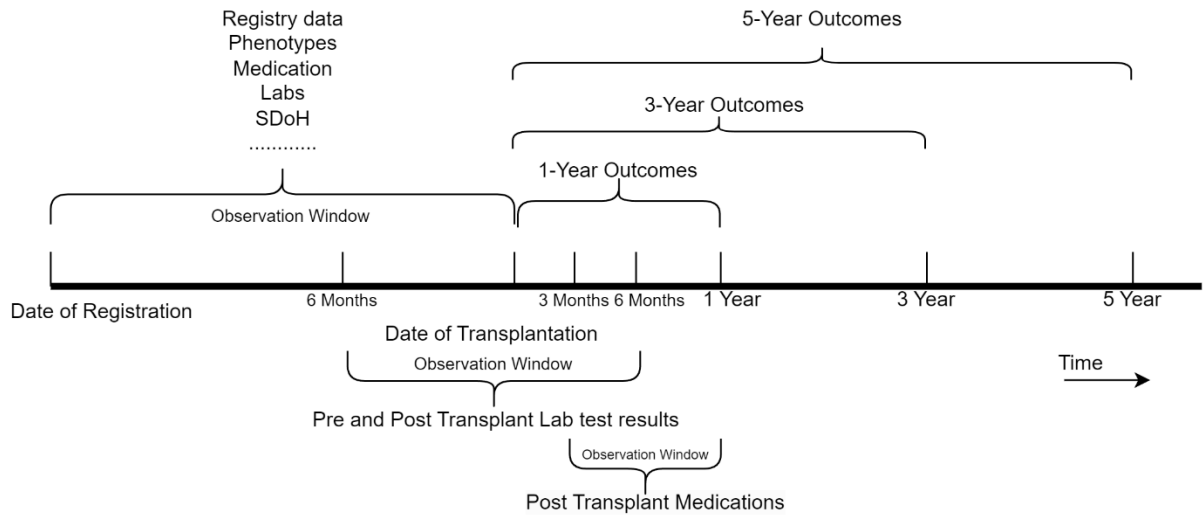 Registry data
Phenotypes
Medication
Labs
SDoH
............
Observation Window
5-Year Outcomes
3-Year Outcomes
1-Year Outcomes
Date of Registration
6 Months
3 Months
6 Months
1 Year
3 Year
5 Year
Date of Transplantation
Observation Window
Pre and Post Transplant Lab test results
Observation Window
Post Transplant Medications
Time